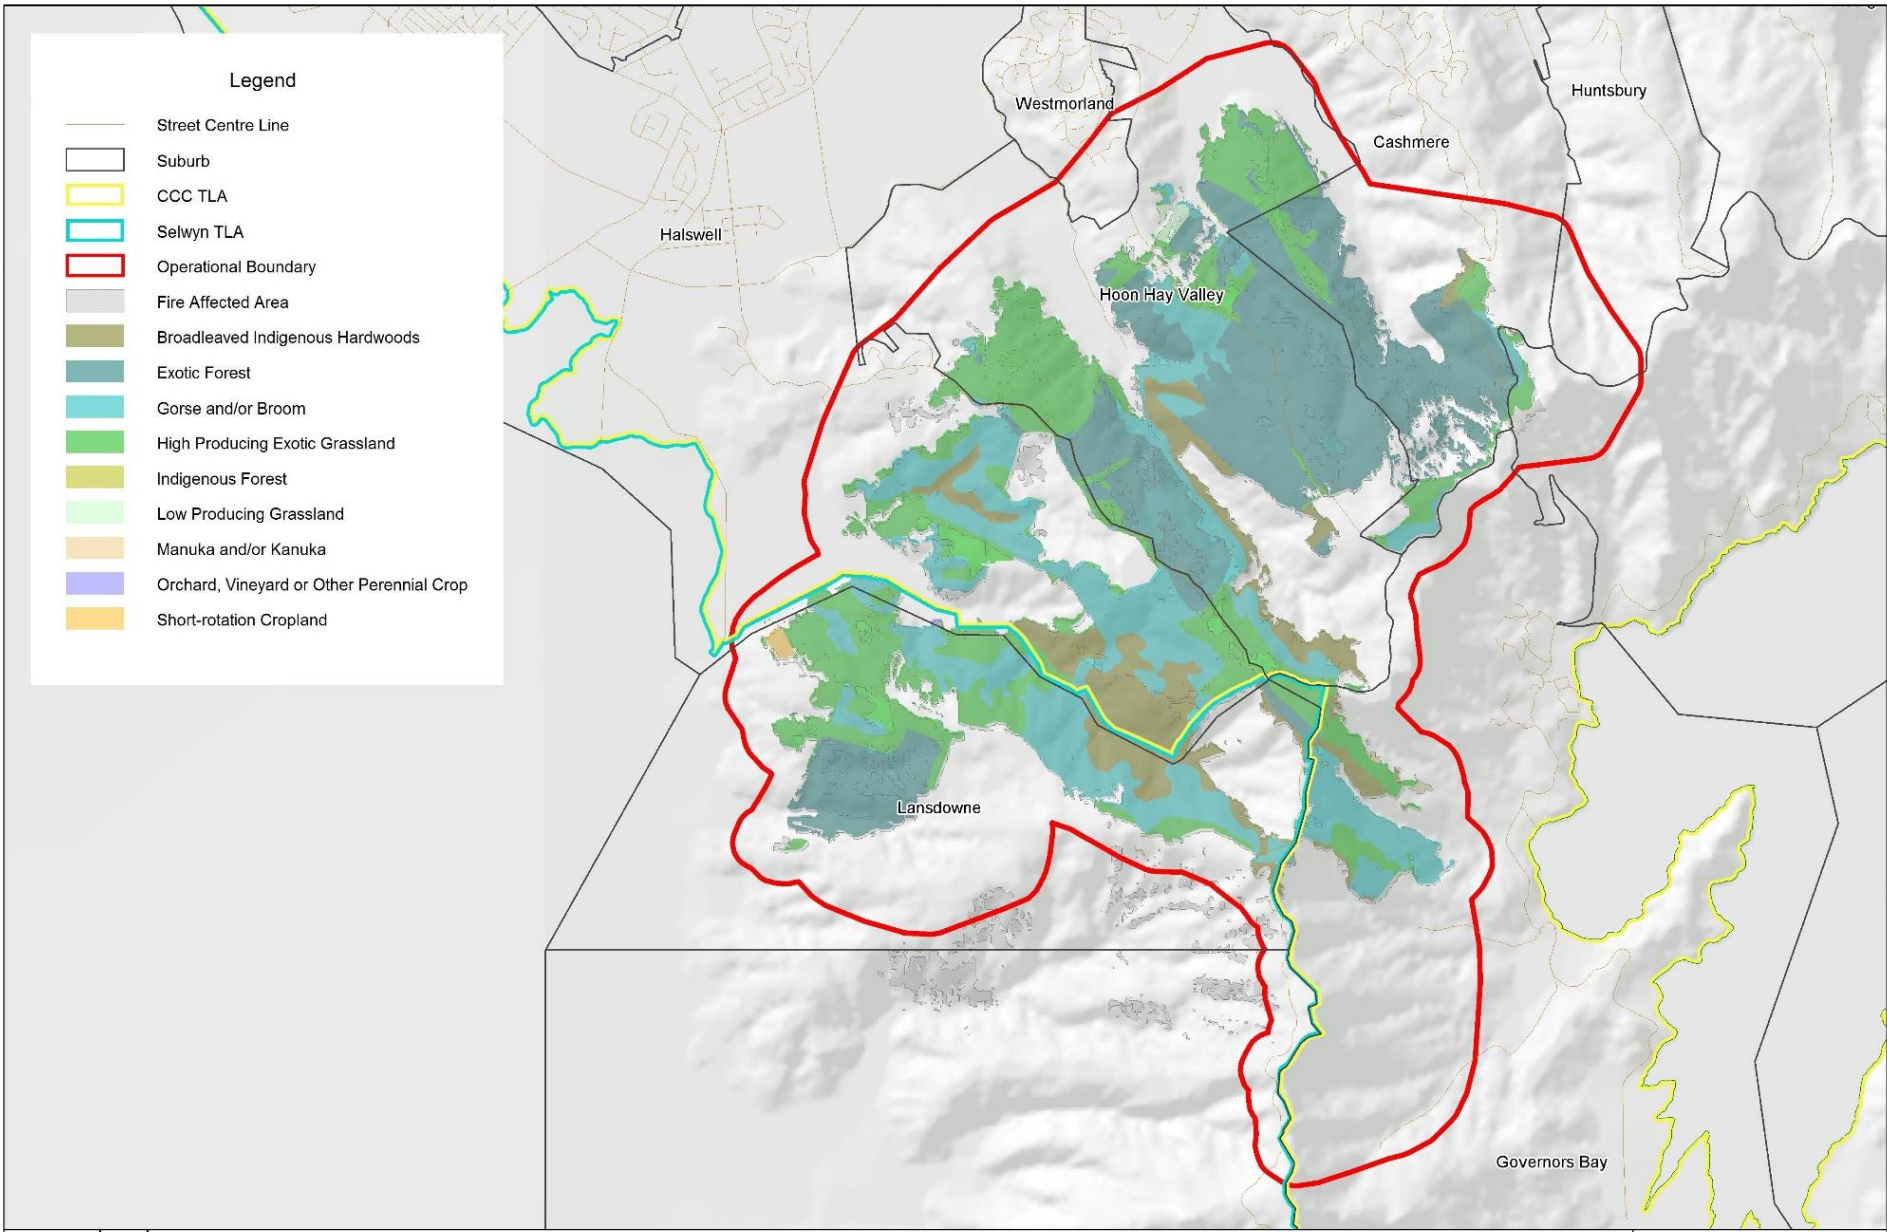 Legend
Street Centre Line
Suburb
CCC TLA
Selwyn TLA
Operational Boundary
Fire Affected Area
Broadleaved Indigenous Hardwoods
Exotic Forest
Gorse and/or Broom
High Producing Exotic Grassland
Indigenous Forest
Low Producing Grassland
Manuka and/or Kanuka
Orchard, Vineyard or Other Perennial Crop
Short-rotation Cropland
Westmorland
Huntsbury
Cashmere
Halswell
Hoon Hay Valley
Lansdowne
Governors Bay